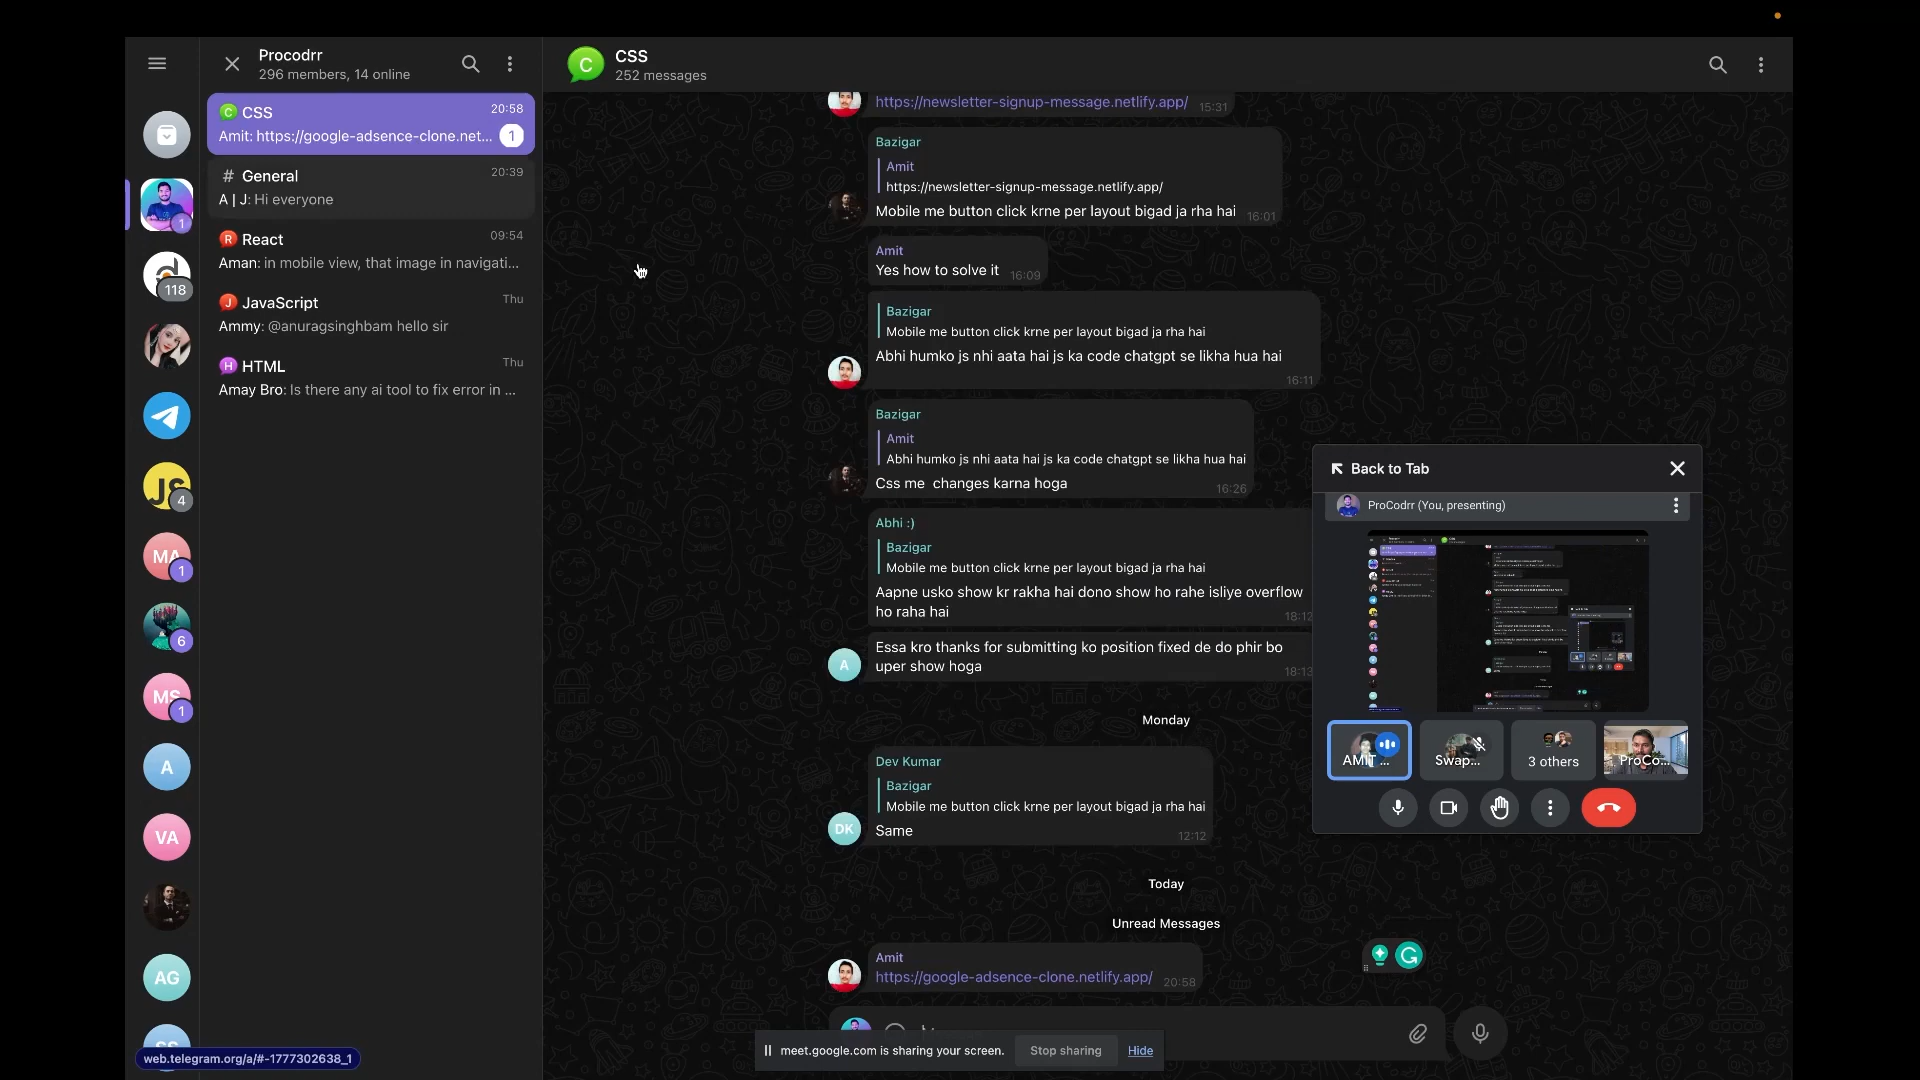 Procodrr
296 members, 14 online
C CSS 20:58
Amit: https://google-adsence-clone.net... 1
# General 20:39
A | J: Hi everyone
R React 09:54
Aman: in mobile view, that image in navigati...
J JavaScript Thu
Ammy: @anuragsinghbam hello sir
H HTML Thu
Amay Bro: Is there any ai tool to fix error in ...
1
118
JS
4
MA
1
6
MS
1
A
VA
AG
web.telegram.org/a/#-1777302638_1
C
CSS
252 messages
https://newsletter-signup-message.netlify.app/ 15:31
Bazigar
Amit
https://newsletter-signup-message.netlify.app/
Mobile me button click krne per layout bigad ja rha hai 16:01
Amit
Yes how to solve it 16:09
Bazigar
Mobile me button click krne per layout bigad ja rha hai
Abhi humko js nhi aata hai js ka code chatgpt se likha hua hai
16:11
Bazigar
Amit
Abhi humko js nhi aata hai js ka code chatgpt se likha hua hai
Css me changes karna hoga 16:26
Abhi :)
Bazigar
Mobile me button click krne per layout bigad ja rha hai
Aapne usko show kr rakha hai dono show ho rahe isliye overflow
ho raha hai 18:12
Essa kro thanks for submitting ko position fixed de do phir bo
A uper show hoga 18:13
Monday
Dev Kumar
Bazigar
Mobile me button click krne per layout bigad ja rha hai
DK Same 12:12
Today
Unread Messages
Amit
https://google-adsence-clone.netlify.app/ 20:58
Back to Tab
ProCodrr (You, presenting)
AMIT ...
Swap...
3 others
ProCo...
meet.google.com is sharing your screen. Stop sharing Hide